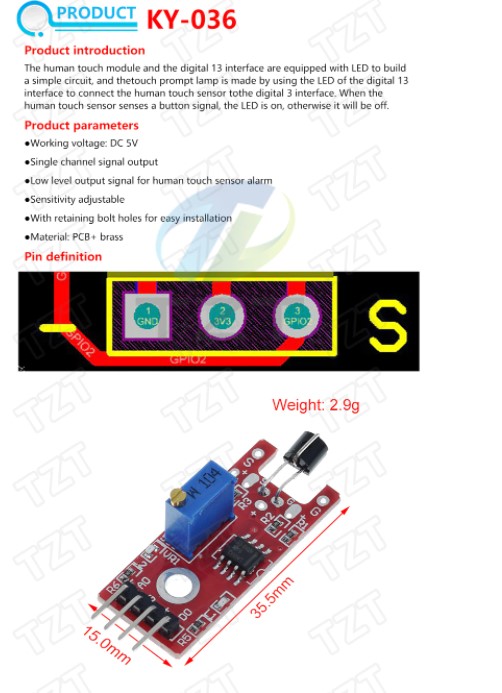 PRODUCT KY-036
Product introduction
The human touch module and the digital 13 interface are equipped with LED to build
a simple circuit, and thetouch prompt lamp is made by using the LED of the digital 13
interface to connect the human touch sensor tothe digital 3 interface. When the
human touch sensor senses a button signal, the LED is on, otherwise it will be off.
Product parameters
●Working voltage: DC 5V
●Single channel signal output
●Low level output signal for human touch sensor alarm
●Sensitivity adjustable
●With retaining bolt holes for easy installation
●Material: PCB+ brass
Pin definition
1 2 3
GND 3V3 GPIO2
S
GPIO2
GPIO2
Weight: 2.9g
W 104
S
+
R3
R2
+
G
VR1
R6
AO
DO
R5
35.5mm
15.0mm
TZT